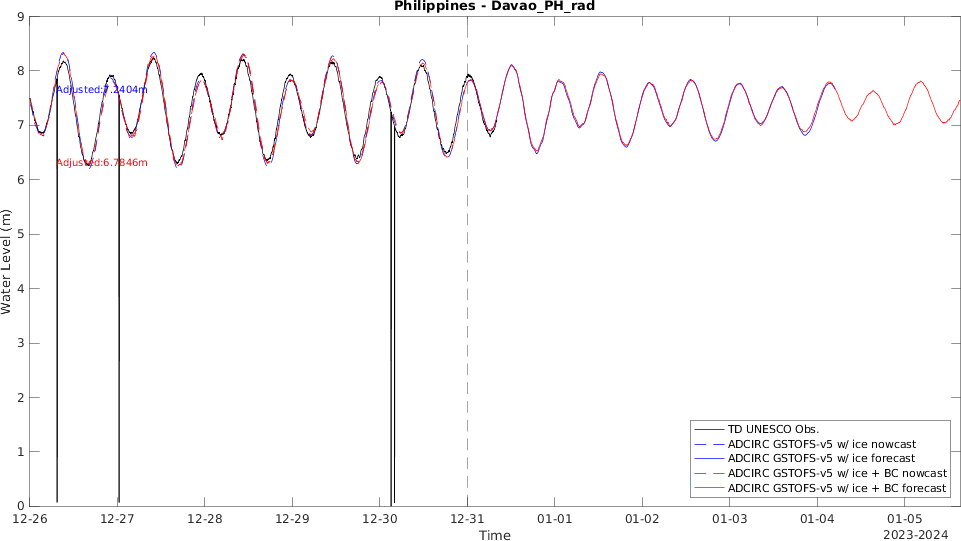 Philippines - Davao_PH_rad
9
8
7
6
5
4
3
2
1
0
Water Level (m)
Adjusted:7.2404m
Adjusted:6.7846m
TD UNESCO Obs.
ADCIRC GSTOFS-v5 w/ ice nowcast
ADCIRC GSTOFS-v5 w/ ice forecast
ADCIRC GSTOFS-v5 w/ ice + BC nowcast
ADCIRC GSTOFS-v5 w/ ice + BC forecast
12-26 12-27 12-28 12-29 12-30 12-31 01-01 01-02 01-03 01-04 01-05
Time
2023-2024